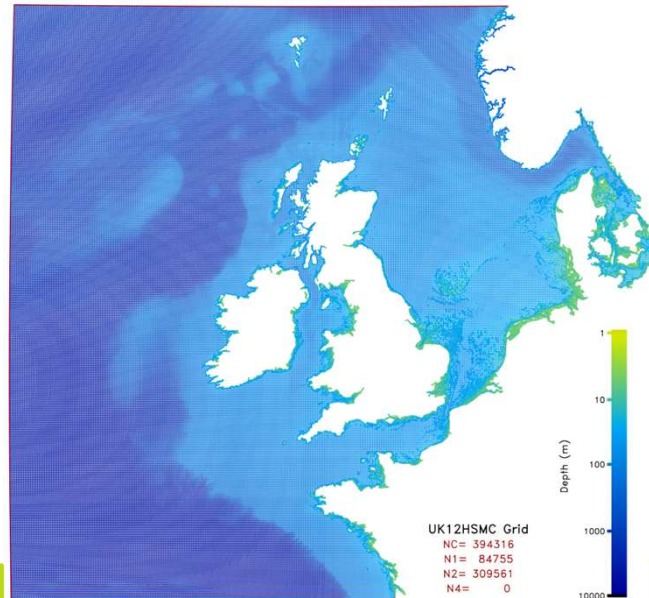 1
10
Depth (m)
100
1000
10000
UK12HSMC Grid
NC= 394316
N1= 84755
N2= 309561
N4= 0